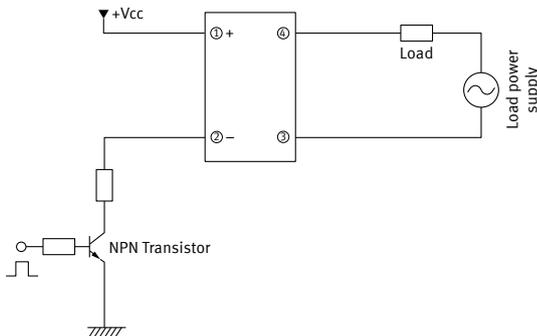 +Vcc
① +
④
Load
Load power
supply
② −
③
NPN Transistor